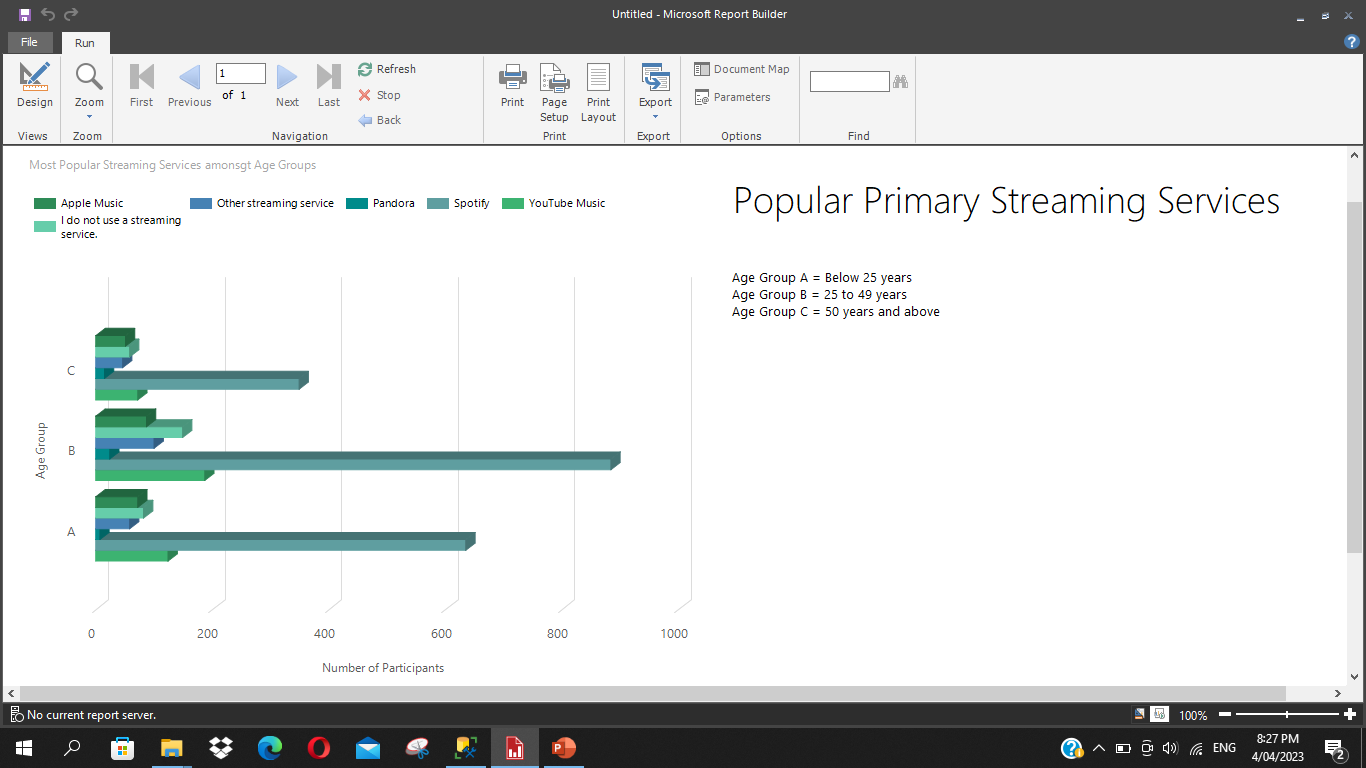 Untitled - Microsoft Report Builder
File
Run
Design
Zoom
First
Previous
1
of 1
Next
Last
Refresh
Stop
Back
Print
Page
Setup
Print
Layout
Export
Document Map
Parameters
Views
Zoom
Navigation
Print
Export
Options
Find
Most Popular Streaming Services amonsgt Age Groups
Apple Music
Other streaming service
Pandora
Spotify
YouTube Music
I do not use a streaming
service.
Popular Primary Streaming Services
Age Group A = Below 25 years
Age Group B = 25 to 49 years
Age Group C = 50 years and above
Age Group
C
B
A
0 200 400 600 800 1000
Number of Participants
No current report server.
100%
ENG
8:27 PM
4/04/2023
2